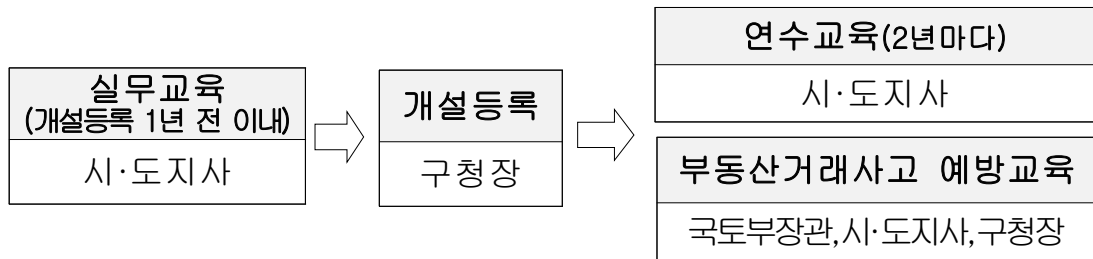 실무교육
(개설등록 1년 전 이내)
시·도지사
개설등록
구청장
연수교육(2년마다)
시·도지사
부동산거래사고 예방교육
국토부장관,시·도지사,구청장